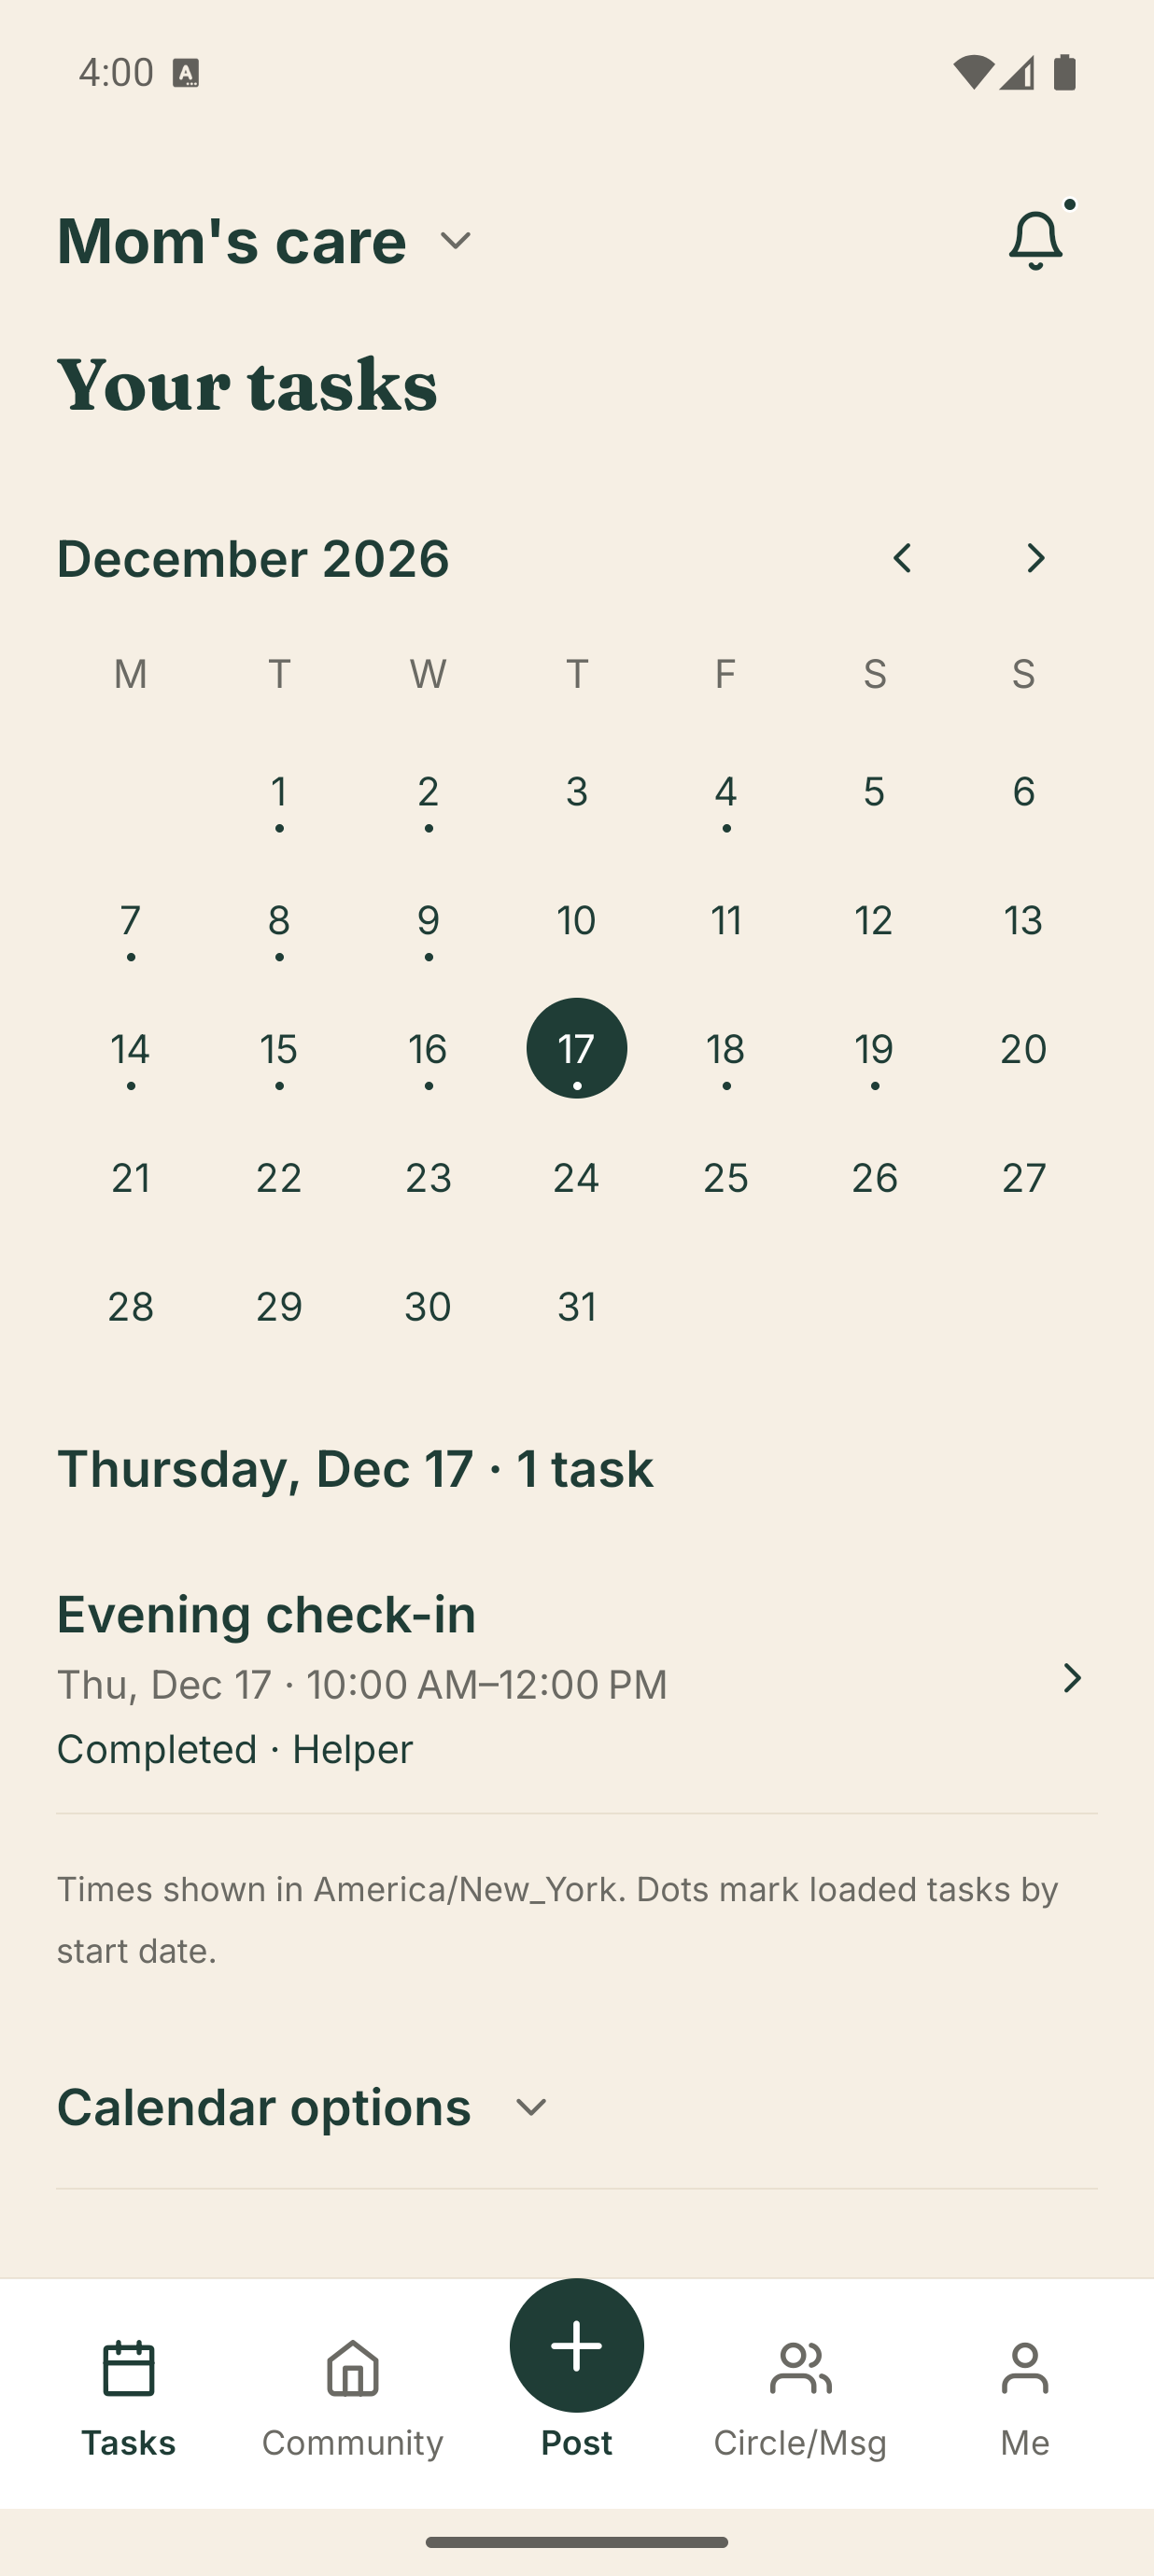 4:00
Mom's care
Your tasks
December 2026
M T W T F S S
1 2 3 4 5 6
7 8 9 10 11 12 13
14 15 16 17 18 19 20
21 22 23 24 25 26 27
28 29 30 31
Thursday, Dec 17 · 1 task
Evening check-in
Thu, Dec 17 · 10:00 AM–12:00 PM
Completed · Helper
Times shown in America/New_York. Dots mark loaded tasks by
start date.
Calendar options
Tasks Community Post Circle/Msg Me